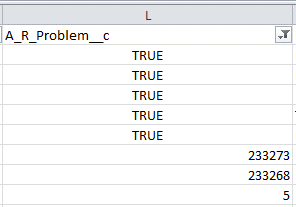 L
A_R_Problem__c
TRUE
TRUE
TRUE
TRUE
TRUE
233273
233268
5